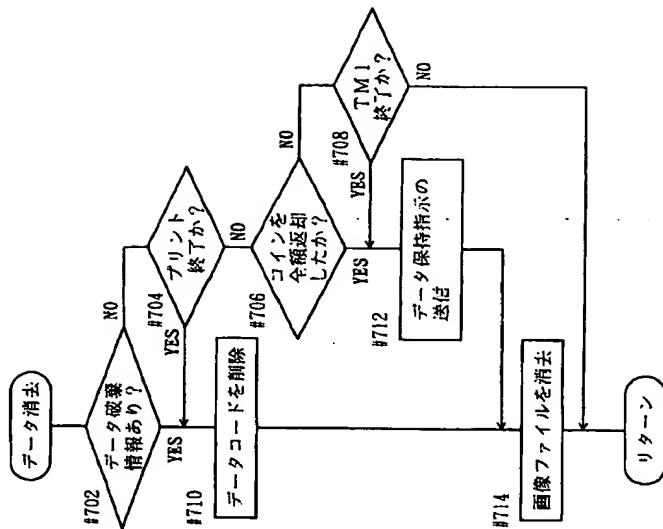 データ消去
#702
データ破棄
情報あり？
NO
YES
#704
プリント
終了か？
YES
NO
#706
コインを
全額返却
したか？
NO
YES
#708
TM1
終了か？
YES
NO
#710
データコードを削除
#712
データ保持指示の
送信
#714
画像ファイルを消去
リターン